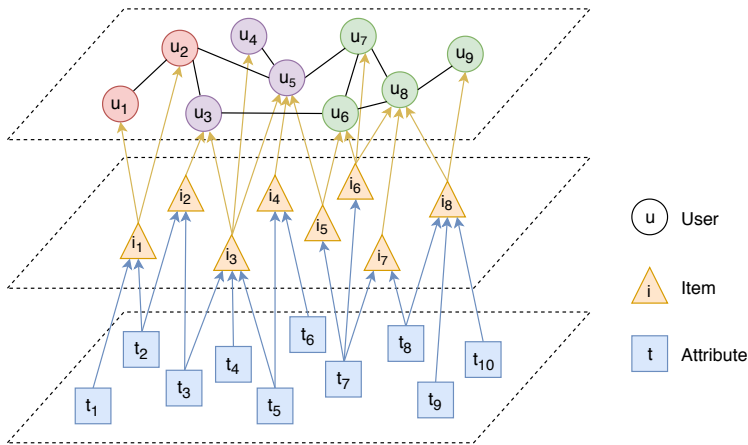 u₁
u₂
u₃
u₄
u₅
u₆
u₇
u₈
u₉
i₁
i₂
i₃
i₄
i₅
i₆
i₇
i₈
t₁
t₂
t₃
t₄
t₅
t₆
t₇
t₈
t₉
t₁₀
u User
i Item
t Attribute